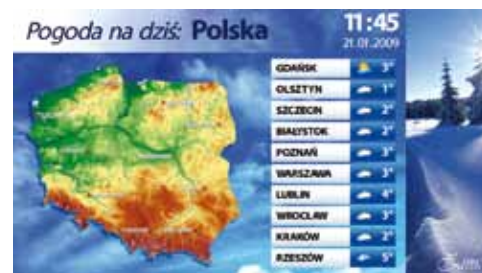 Pogoda na dziś: Polska
11:45
21.01.2009
GDAŃSK 3°
OLSZTYN 1°
SZCZECIN 2°
BIAŁYSTOK 2°
POZNAŃ 3°
WARSZAWA 3°
LUBLIN 4°
WROCŁAW 3°
KRAKÓW 2°
RZESZÓW 5°